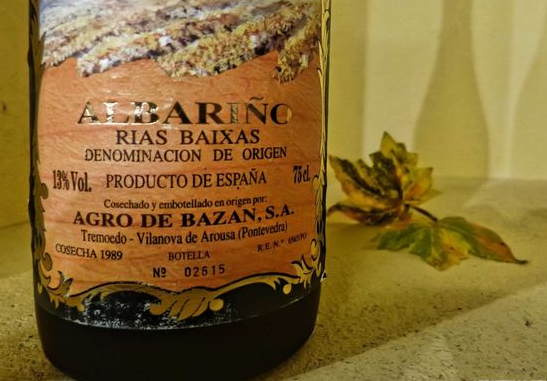 ALBARIÑO
RIAS BAIXAS
DENOMINACION DE ORIGEN
13% Vol. PRODUCTO DE ESPAÑA 75 cl.
Cosechado y embotellado en origen por:
AGRO DE BAZAN, S.A.
Tremoedo - Vilanova de Arousa (Pontevedra)
COSECHA 1989 BOTELLA R.E.N.º
Nº 02615